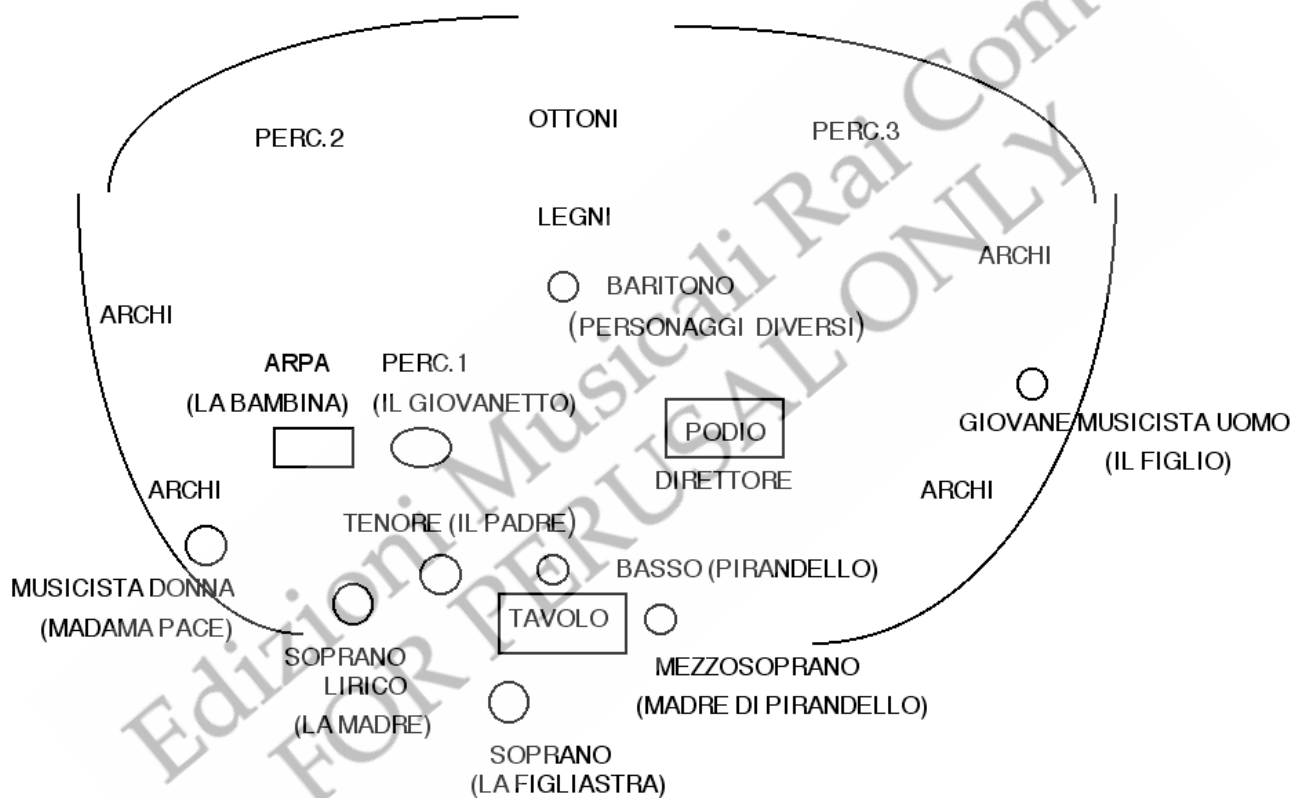 OTTONI
PERC.2
PERC.3
LEGNI
ARCHI
BARITONO
(PERSONAGGI DIVERSI)
ARCHI
ARPA
(LA BAMBINA)
PERC.1
(IL GIOVANETTO)
PODIO
DIRETTORE
GIOVANE MUSICISTA UOMO
(IL FIGLIO)
ARCHI
ARCHI
TENORE (IL PADRE)
MUSICISTA DONNA
(MADAMA PACE)
BASSO (PIRANDELLO)
TAVOLO
SOPRANO
LIRICO
(LA MADRE)
MEZZOSOPRANO
(MADRE DI PIRANDELLO)
SOPRANO
(LA FIGLIASTRA)
Edizioni Musicali Rai Com
FOR PERUSAL ONLY